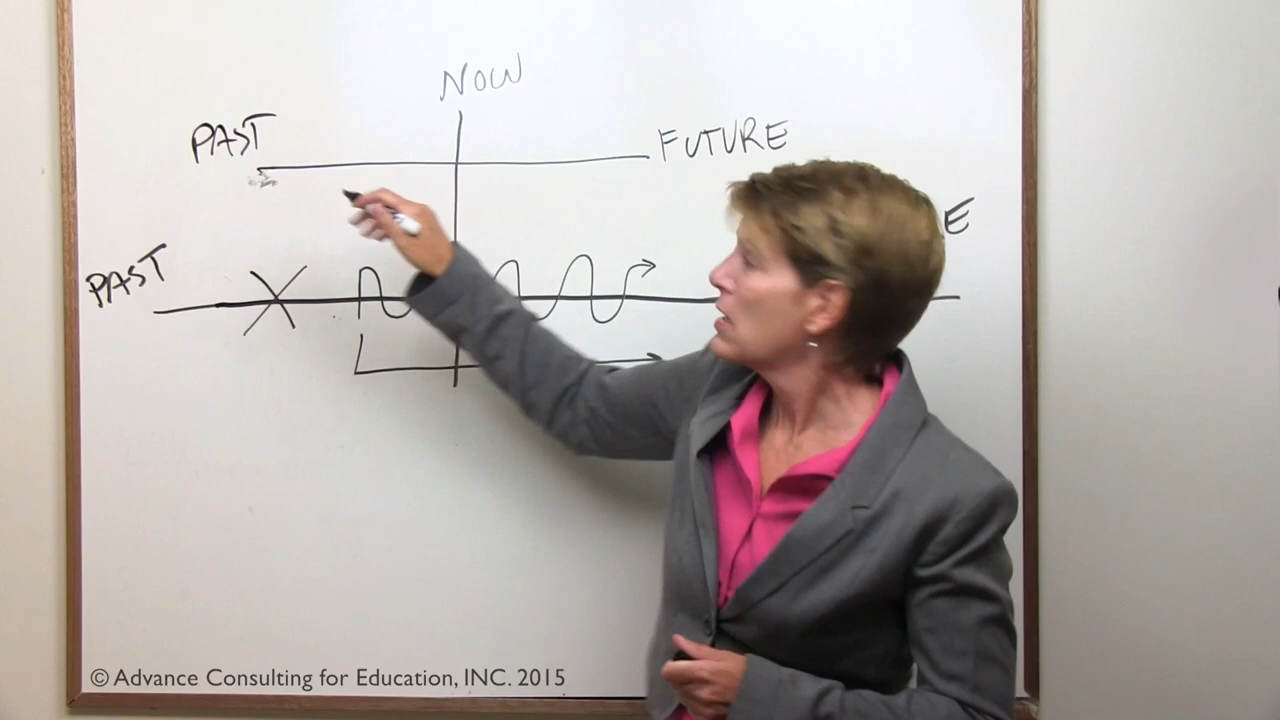 NOW
PAST
FUTURE
PAST
E
© Advance Consulting for Education, INC. 2015